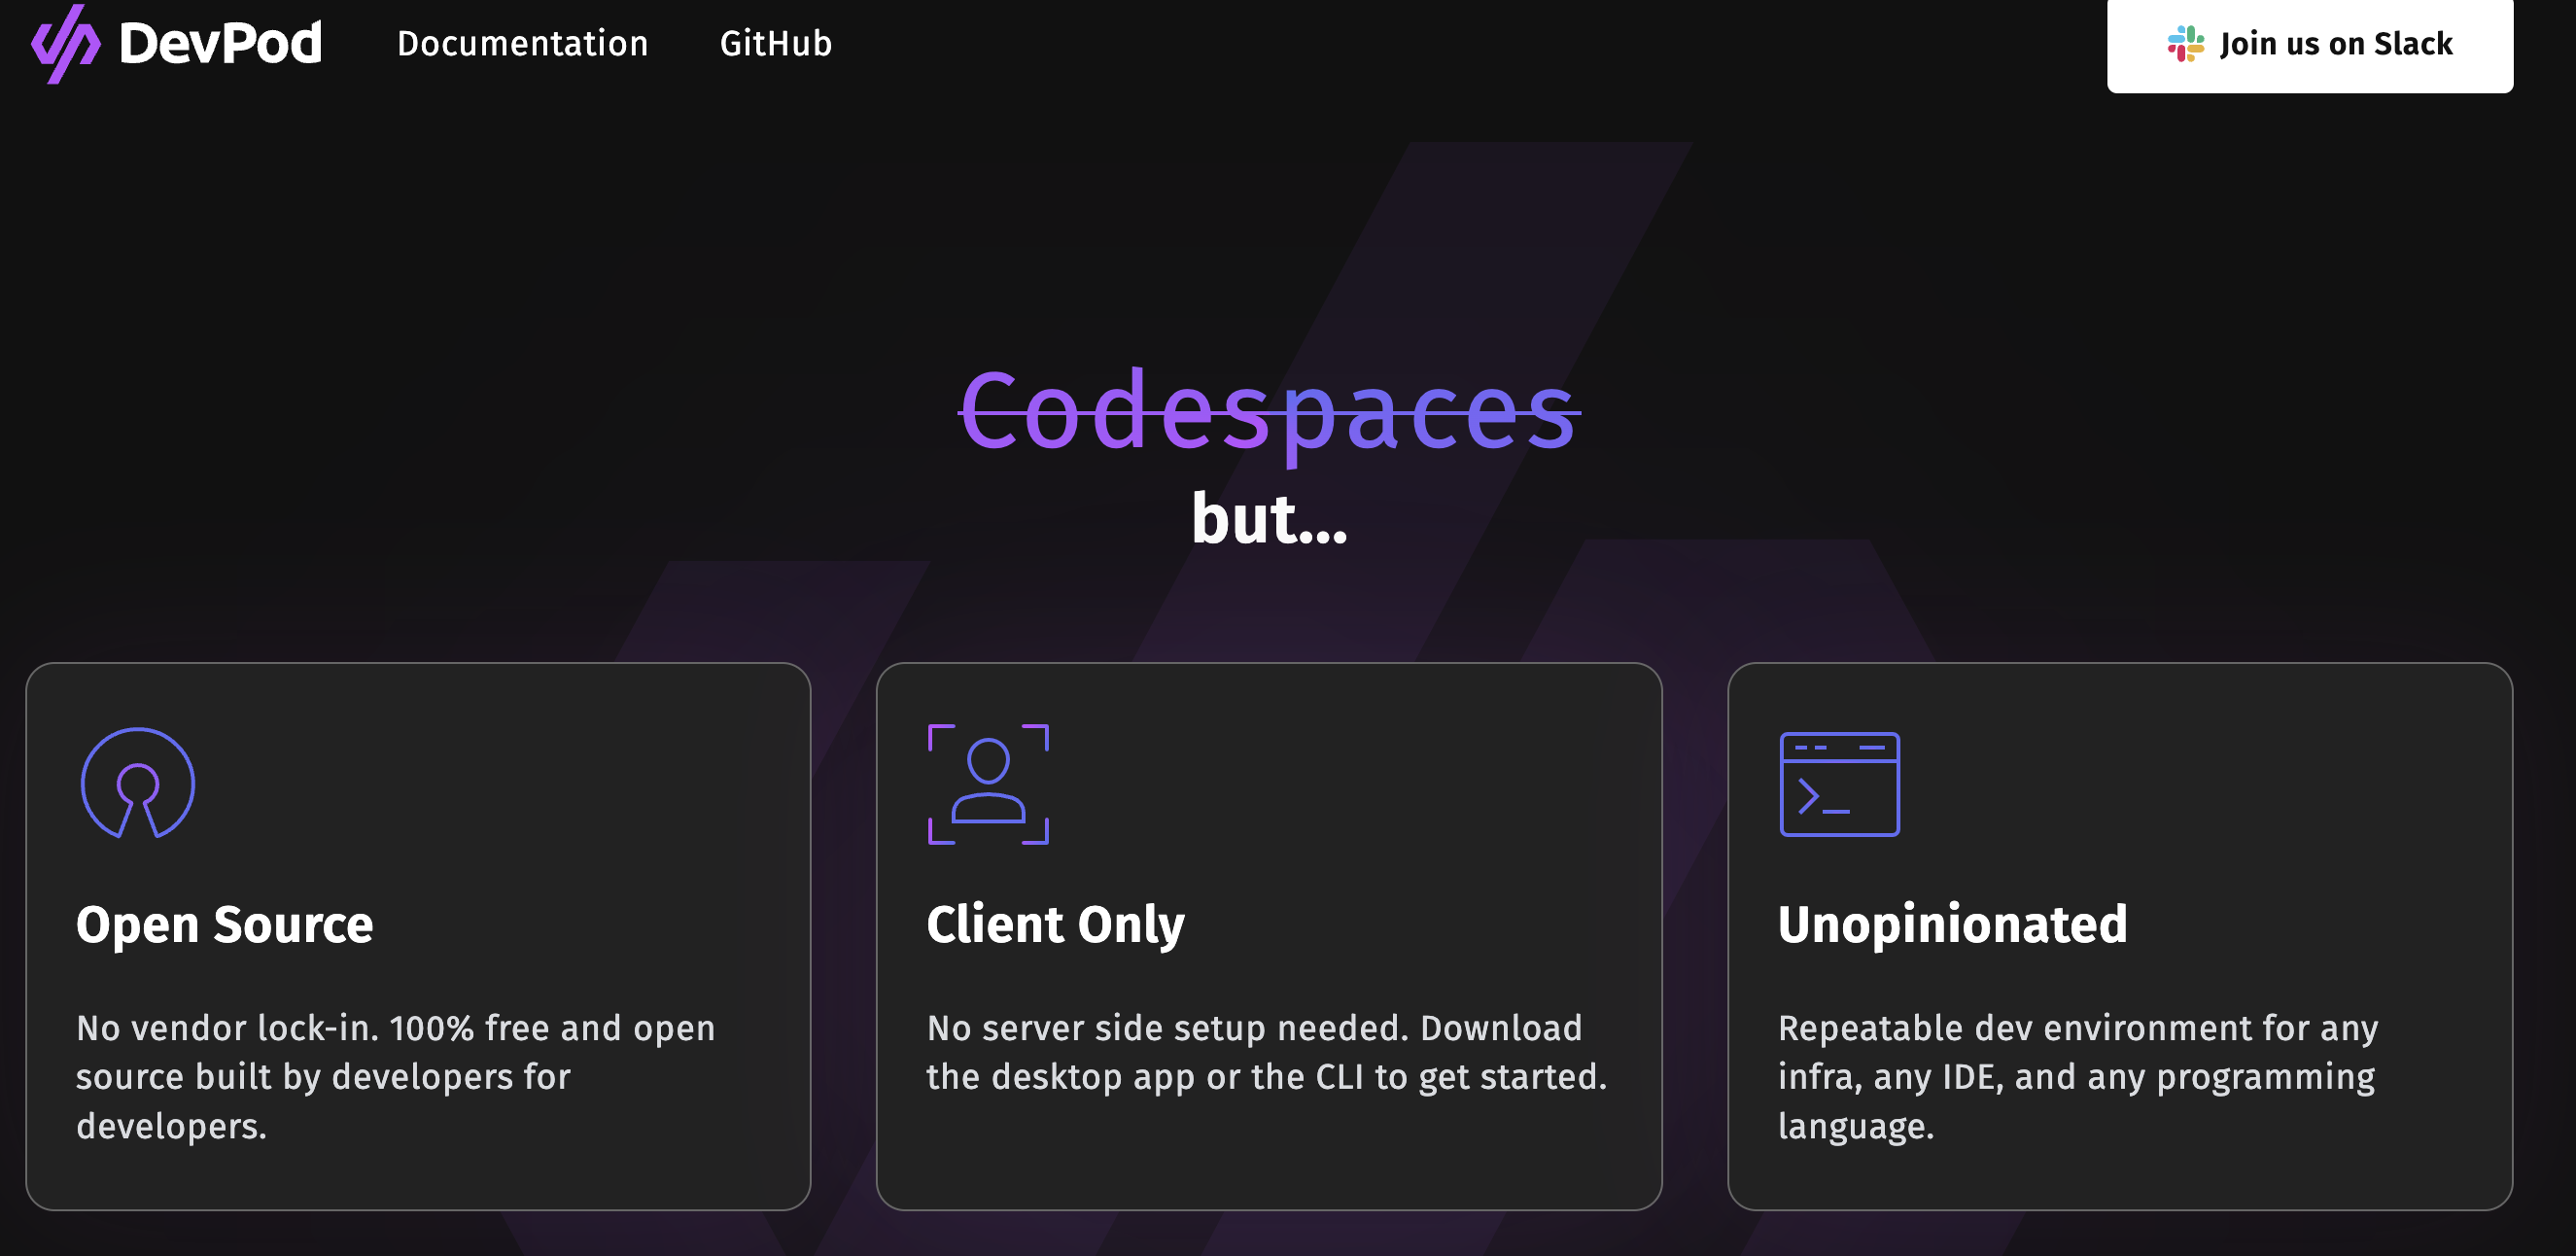 DevPod
Documentation
GitHub
Join us on Slack
Codespaces
but...
Open Source
No vendor lock-in. 100% free and open
source built by developers for
developers.
Client Only
No server side setup needed. Download
the desktop app or the CLI to get started.
Unopinionated
Repeatable dev environment for any
infra, any IDE, and any programming
language.